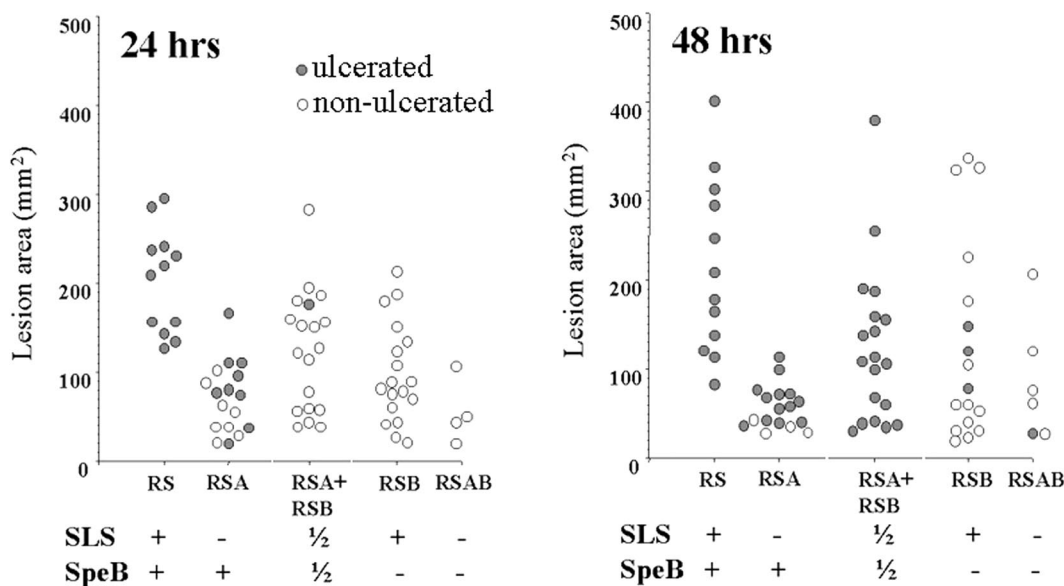 500
24 hrs
ulcerated
non-ulcerated
400
300
200
100
0
Lesion area (mm²)
RS RSA RSA+ RSB RSAB
RSB
SLS + - ½ + -
SpeB + + ½ - -
500
48 hrs
400
300
200
100
0
Lesion area (mm²)
RS RSA RSA+ RSB RSAB
RSB
SLS + - ½ + -
SpeB + + ½ - -